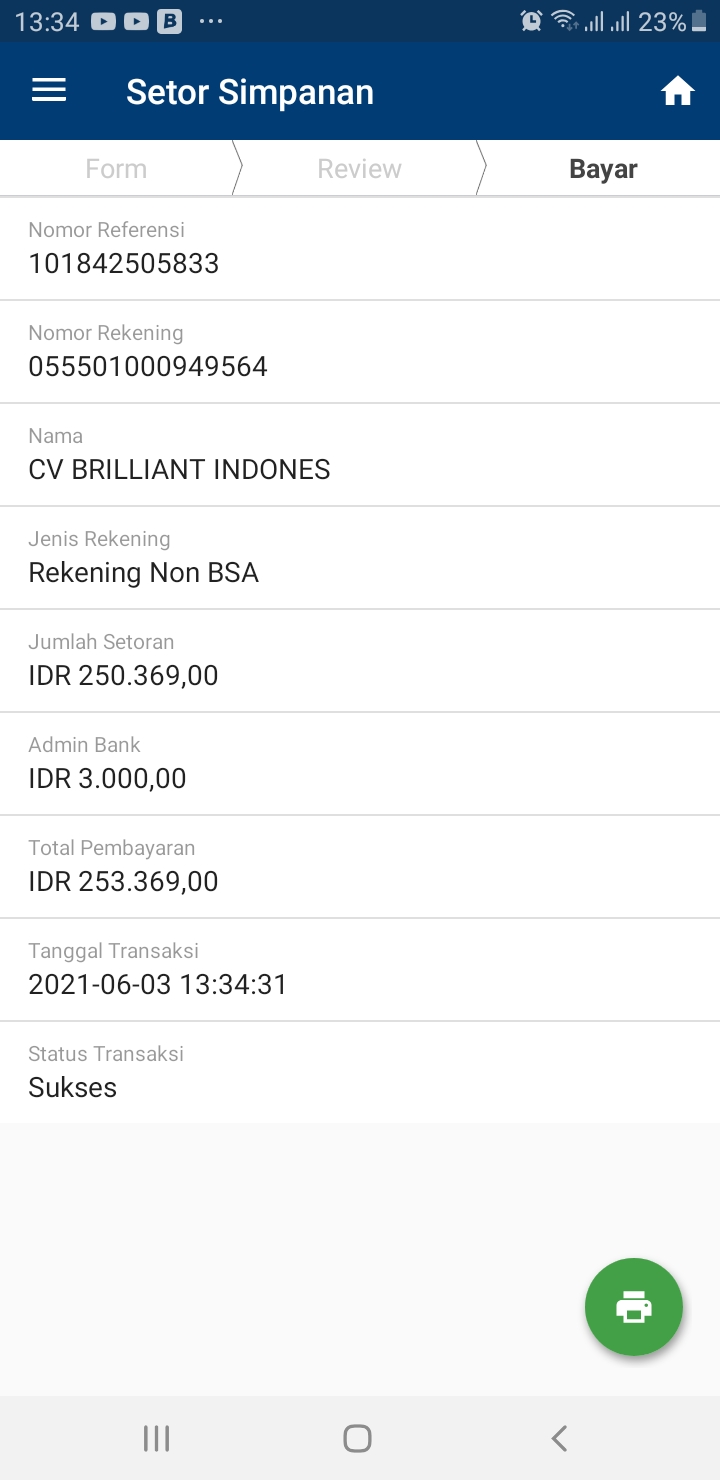 13:34 B ... 23%
Setor Simpanan
Form Review Bayar
Nomor Referensi
101842505833
Nomor Rekening
055501000949564
Nama
CV BRILLIANT INDONES
Jenis Rekening
Rekening Non BSA
Jumlah Setoran
IDR 250.369,00
Admin Bank
IDR 3.000,00
Total Pembayaran
IDR 253.369,00
Tanggal Transaksi
2021-06-03 13:34:31
Status Transaksi
Sukses